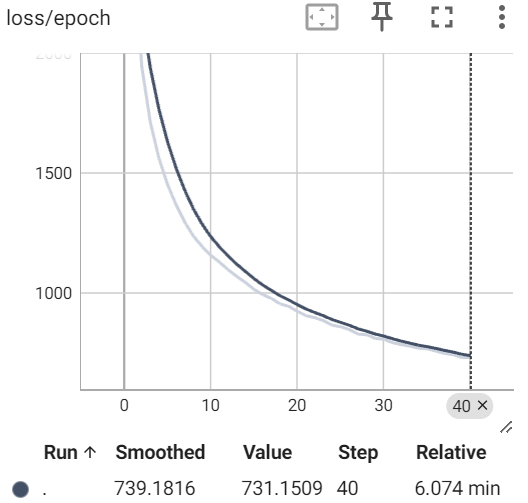 loss/epoch
2000
1500
1000
0 10 20 30 40 ×
Run ↑ Smoothed Value Step Relative
. 739.1816 731.1509 40 6.074 min